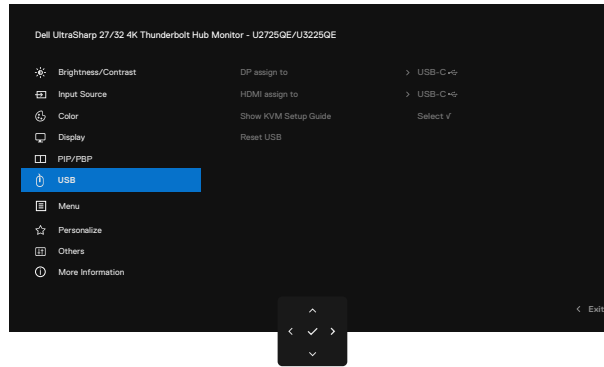 Dell UltraSharp 27/32 4K Thunderbolt Hub Monitor - U2725QE/U3225QE
Brightness/Contrast
DP assign to > USB-C
Input Source
HDMI assign to > USB-C
Color
Show KVM Setup Guide Select √
Display
Reset USB
PIP/PBP
USB
Menu
Personalize
Others
More Information
< Exit